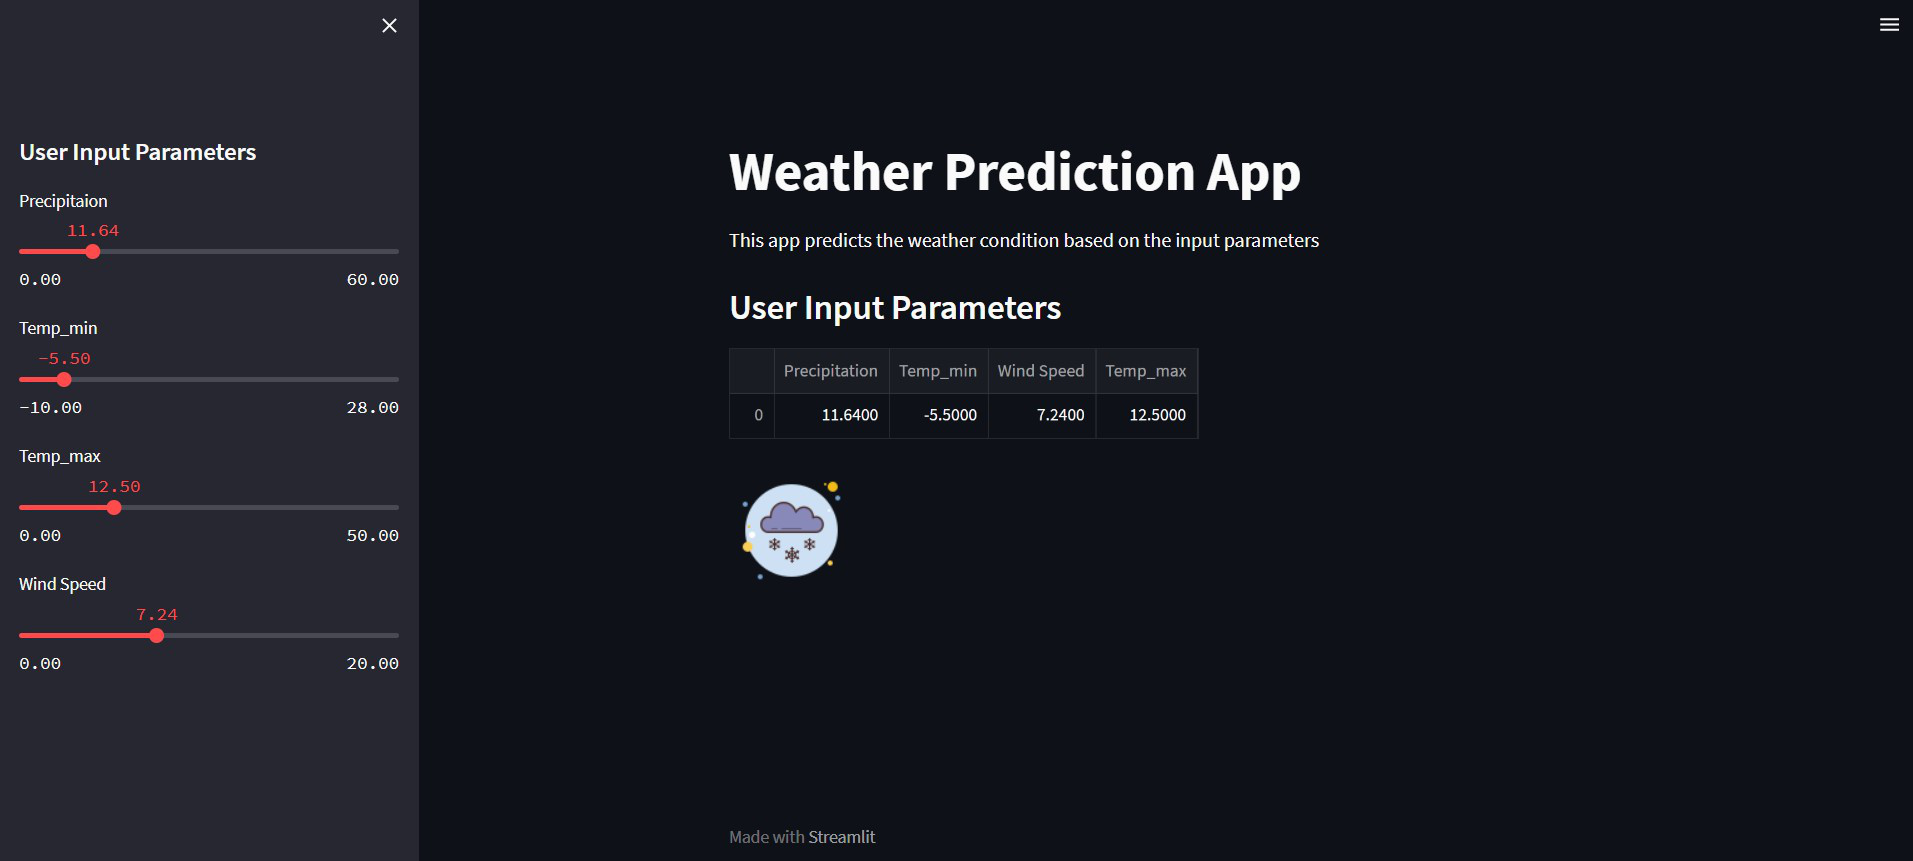 User Input Parameters
Precipitaion
11.64
0.00 60.00
Temp_min
-5.50
-10.00 28.00
Temp_max
12.50
0.00 50.00
Wind Speed
7.24
0.00 20.00
Weather Prediction App
This app predicts the weather condition based on the input parameters
User Input Parameters
Precipitation Temp_min Wind Speed Temp_max
0 11.6400 -5.5000 7.2400 12.5000
Made with Streamlit